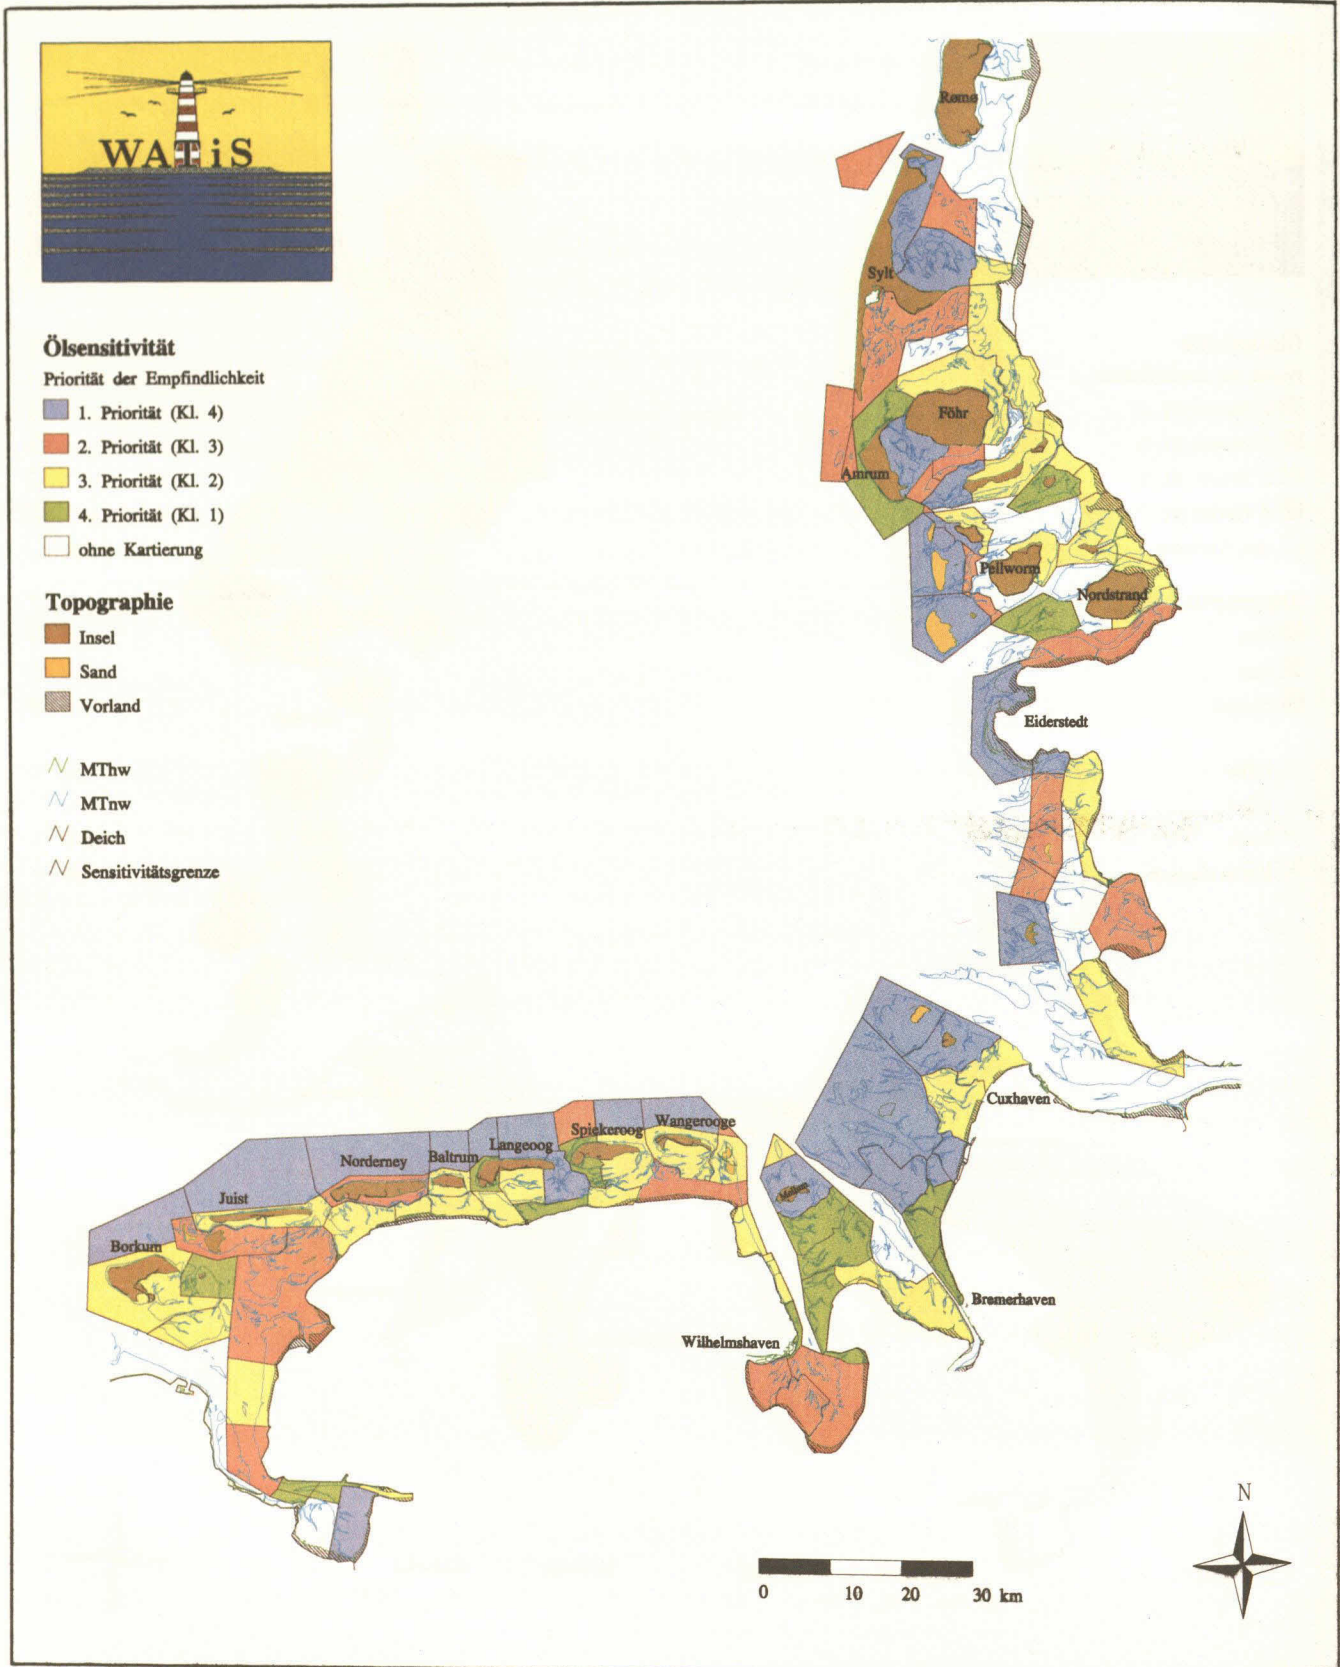 WATiS
Ölsensitivität
Priorität der Empfindlichkeit
1. Priorität (Kl. 4)
2. Priorität (Kl. 3)
3. Priorität (Kl. 2)
4. Priorität (Kl. 1)
ohne Kartierung
Topographie
Insel
Sand
Vorland
MThw
MTnw
Deich
Sensitivitätsgrenze
Rømø
Sylt
Föhr
Amrum
Pellworm
Nordstrand
Eiderstedt
Cuxhaven
Wangerooge
Spiekeroog
Langeoog
Baltrum
Norderney
Juist
Borkum
Mellum
Bremerhaven
Wilhelmshaven
N
0 10 20 30 km